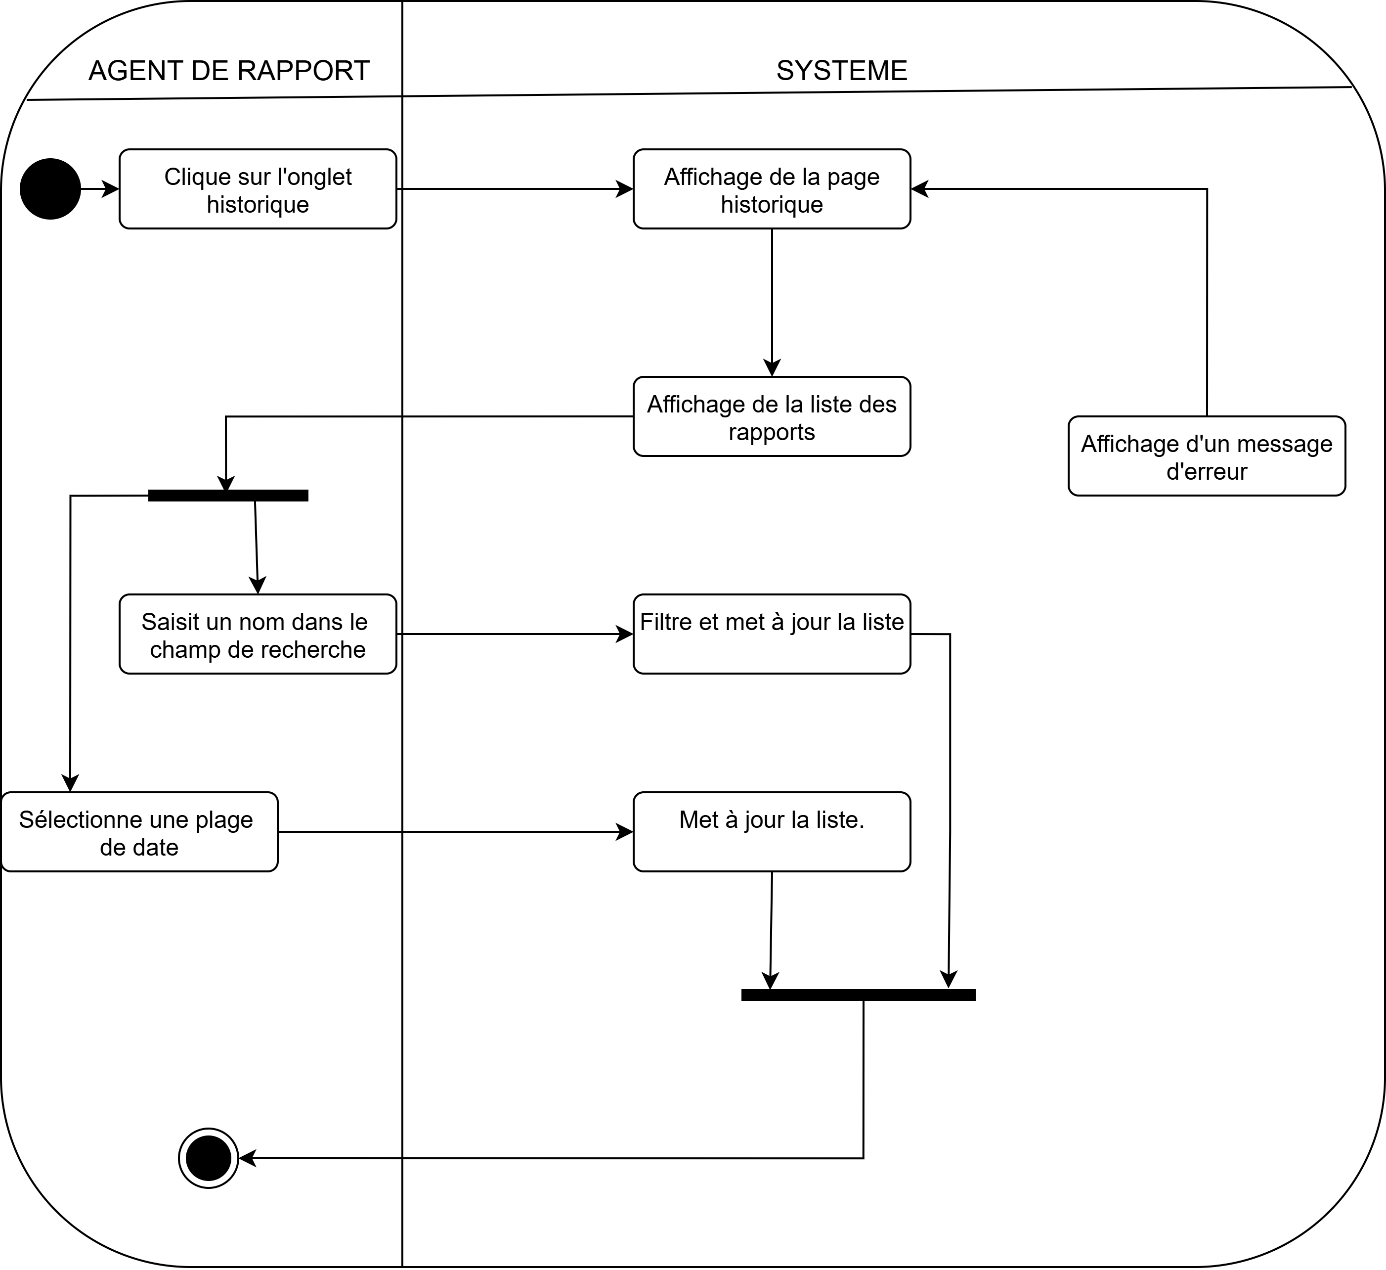 AGENT DE RAPPORT
SYSTEME
Clique sur l'onglet
historique
Affichage de la page
historique
Affichage de la liste des
rapports
Affichage d'un message
d'erreur
Saisit un nom dans le
champ de recherche
Filtre et met à jour la liste
Sélectionne une plage
de date
Met à jour la liste.